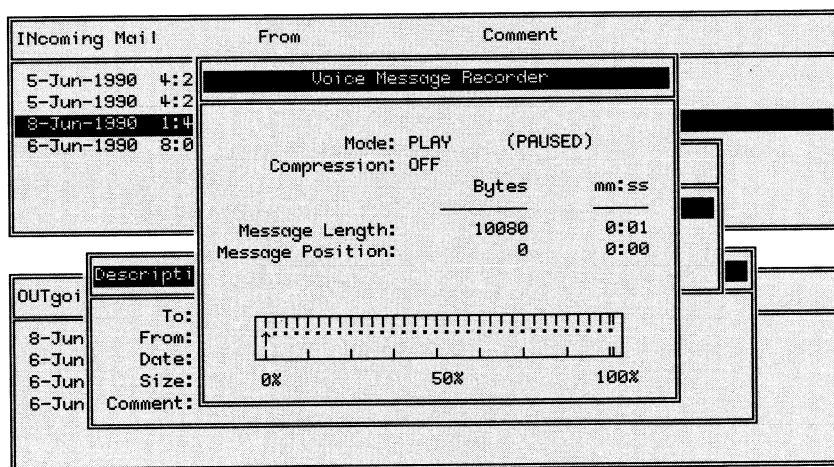 INcoming Mail From Comment
Voice Message Recorder
5-Jun-1990 4:2
5-Jun-1990 4:2
8-Jun-1990 1:4
6-Jun-1990 8:0
Mode: PLAY (PAUSED)
Compression: OFF
Bytes mm:ss
Message Length: 10080 0:01
Message Position: 0 0:00
Descripti
OUTgoi
To:
8-Jun From:
6-Jun Date:
6-Jun Size:
6-Jun Comment:
0% 50% 100%